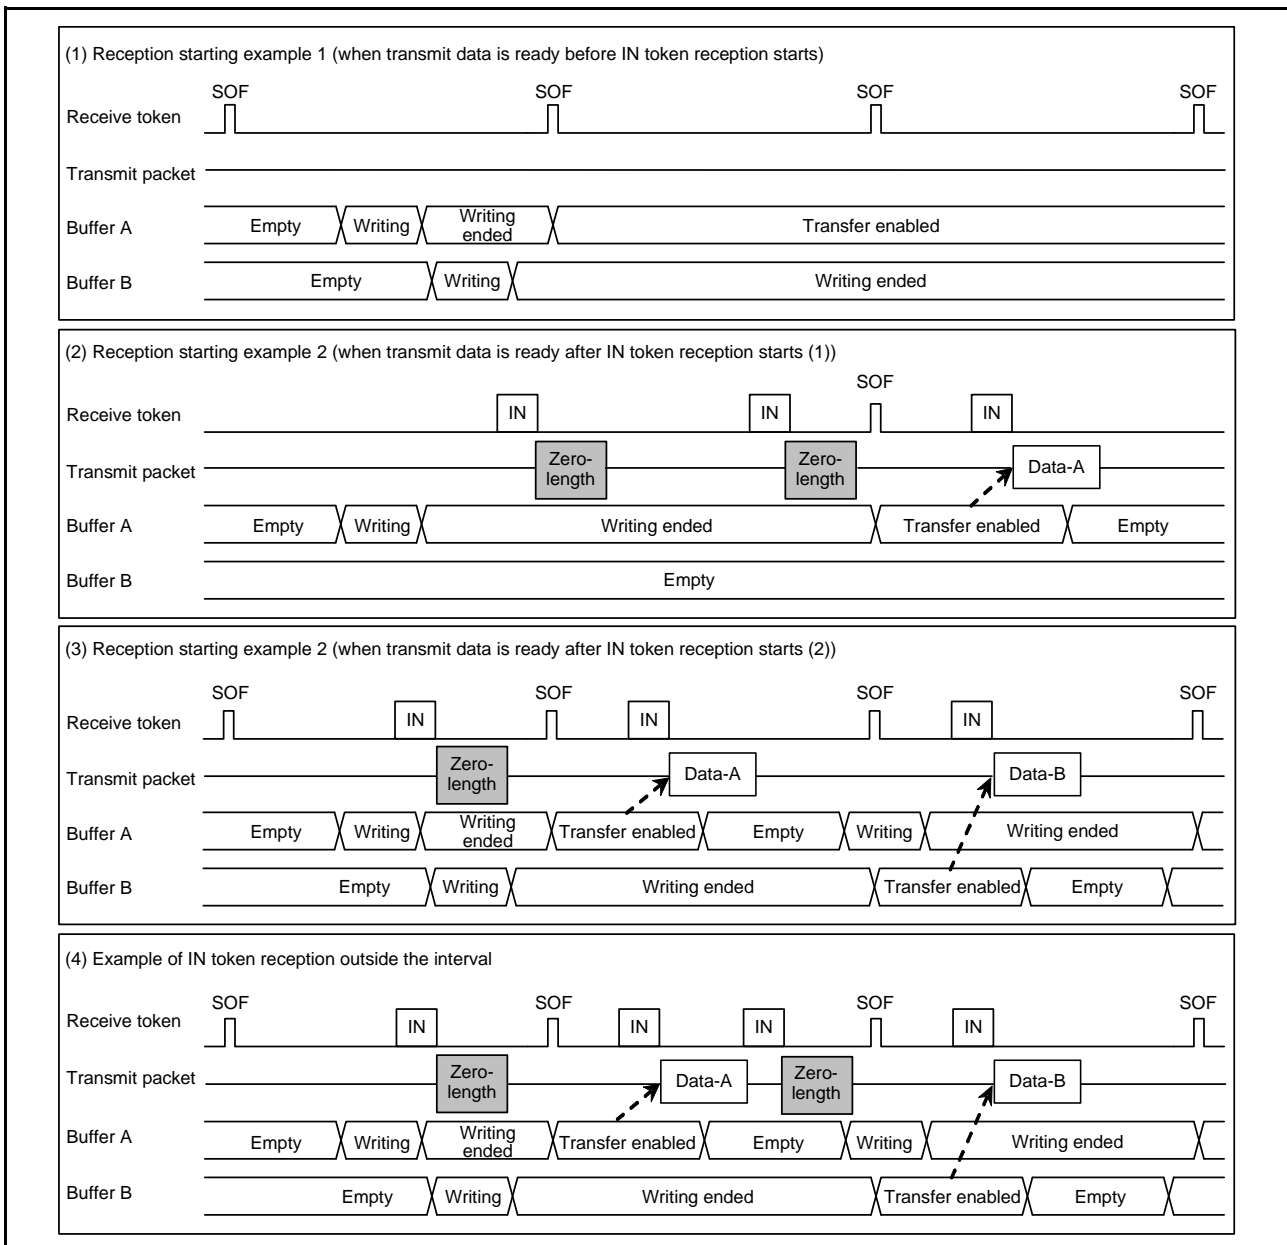 (1) Reception starting example 1 (when transmit data is ready before IN token reception starts)
SOF SOF SOF SOF
Receive token
Transmit packet
Buffer A Empty Writing Writing ended Transfer enabled
Buffer B Empty Writing Writing ended
(2) Reception starting example 2 (when transmit data is ready after IN token reception starts (1))
SOF
Receive token IN IN IN
Transmit packet Zero-length Zero-length Data-A
Buffer A Empty Writing Writing ended Transfer enabled Empty
Buffer B Empty
(3) Reception starting example 2 (when transmit data is ready after IN token reception starts (2))
SOF SOF SOF SOF
Receive token IN IN IN
Transmit packet Zero-length Data-A Data-B
Buffer A Empty Writing Writing ended Transfer enabled Empty Writing Writing ended
Buffer B Empty Writing Writing ended Transfer enabled Empty
(4) Example of IN token reception outside the interval
SOF SOF SOF SOF
Receive token IN IN IN IN
Transmit packet Zero-length Data-A Zero-length Data-B
Buffer A Empty Writing Writing ended Transfer enabled Empty Writing Writing ended
Buffer B Empty Writing Writing ended Transfer enabled Empty